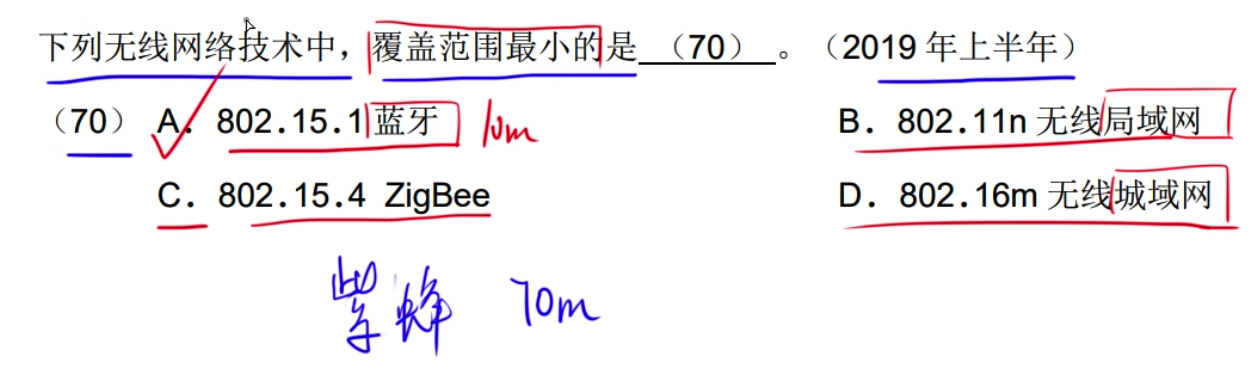 下列无线网络技术中，覆盖范围最小的是 （70） 。（2019 年上半年）
（70） A. 802.15.1 蓝牙 10m B. 802.11n 无线局域网
C. 802.15.4 ZigBee D. 802.16m 无线城域网
紫蜂 70m